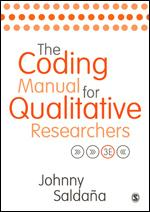 The
Coding
Manual for
Qualitative
Researchers
3E
Johnny
Saldaña
SAGE